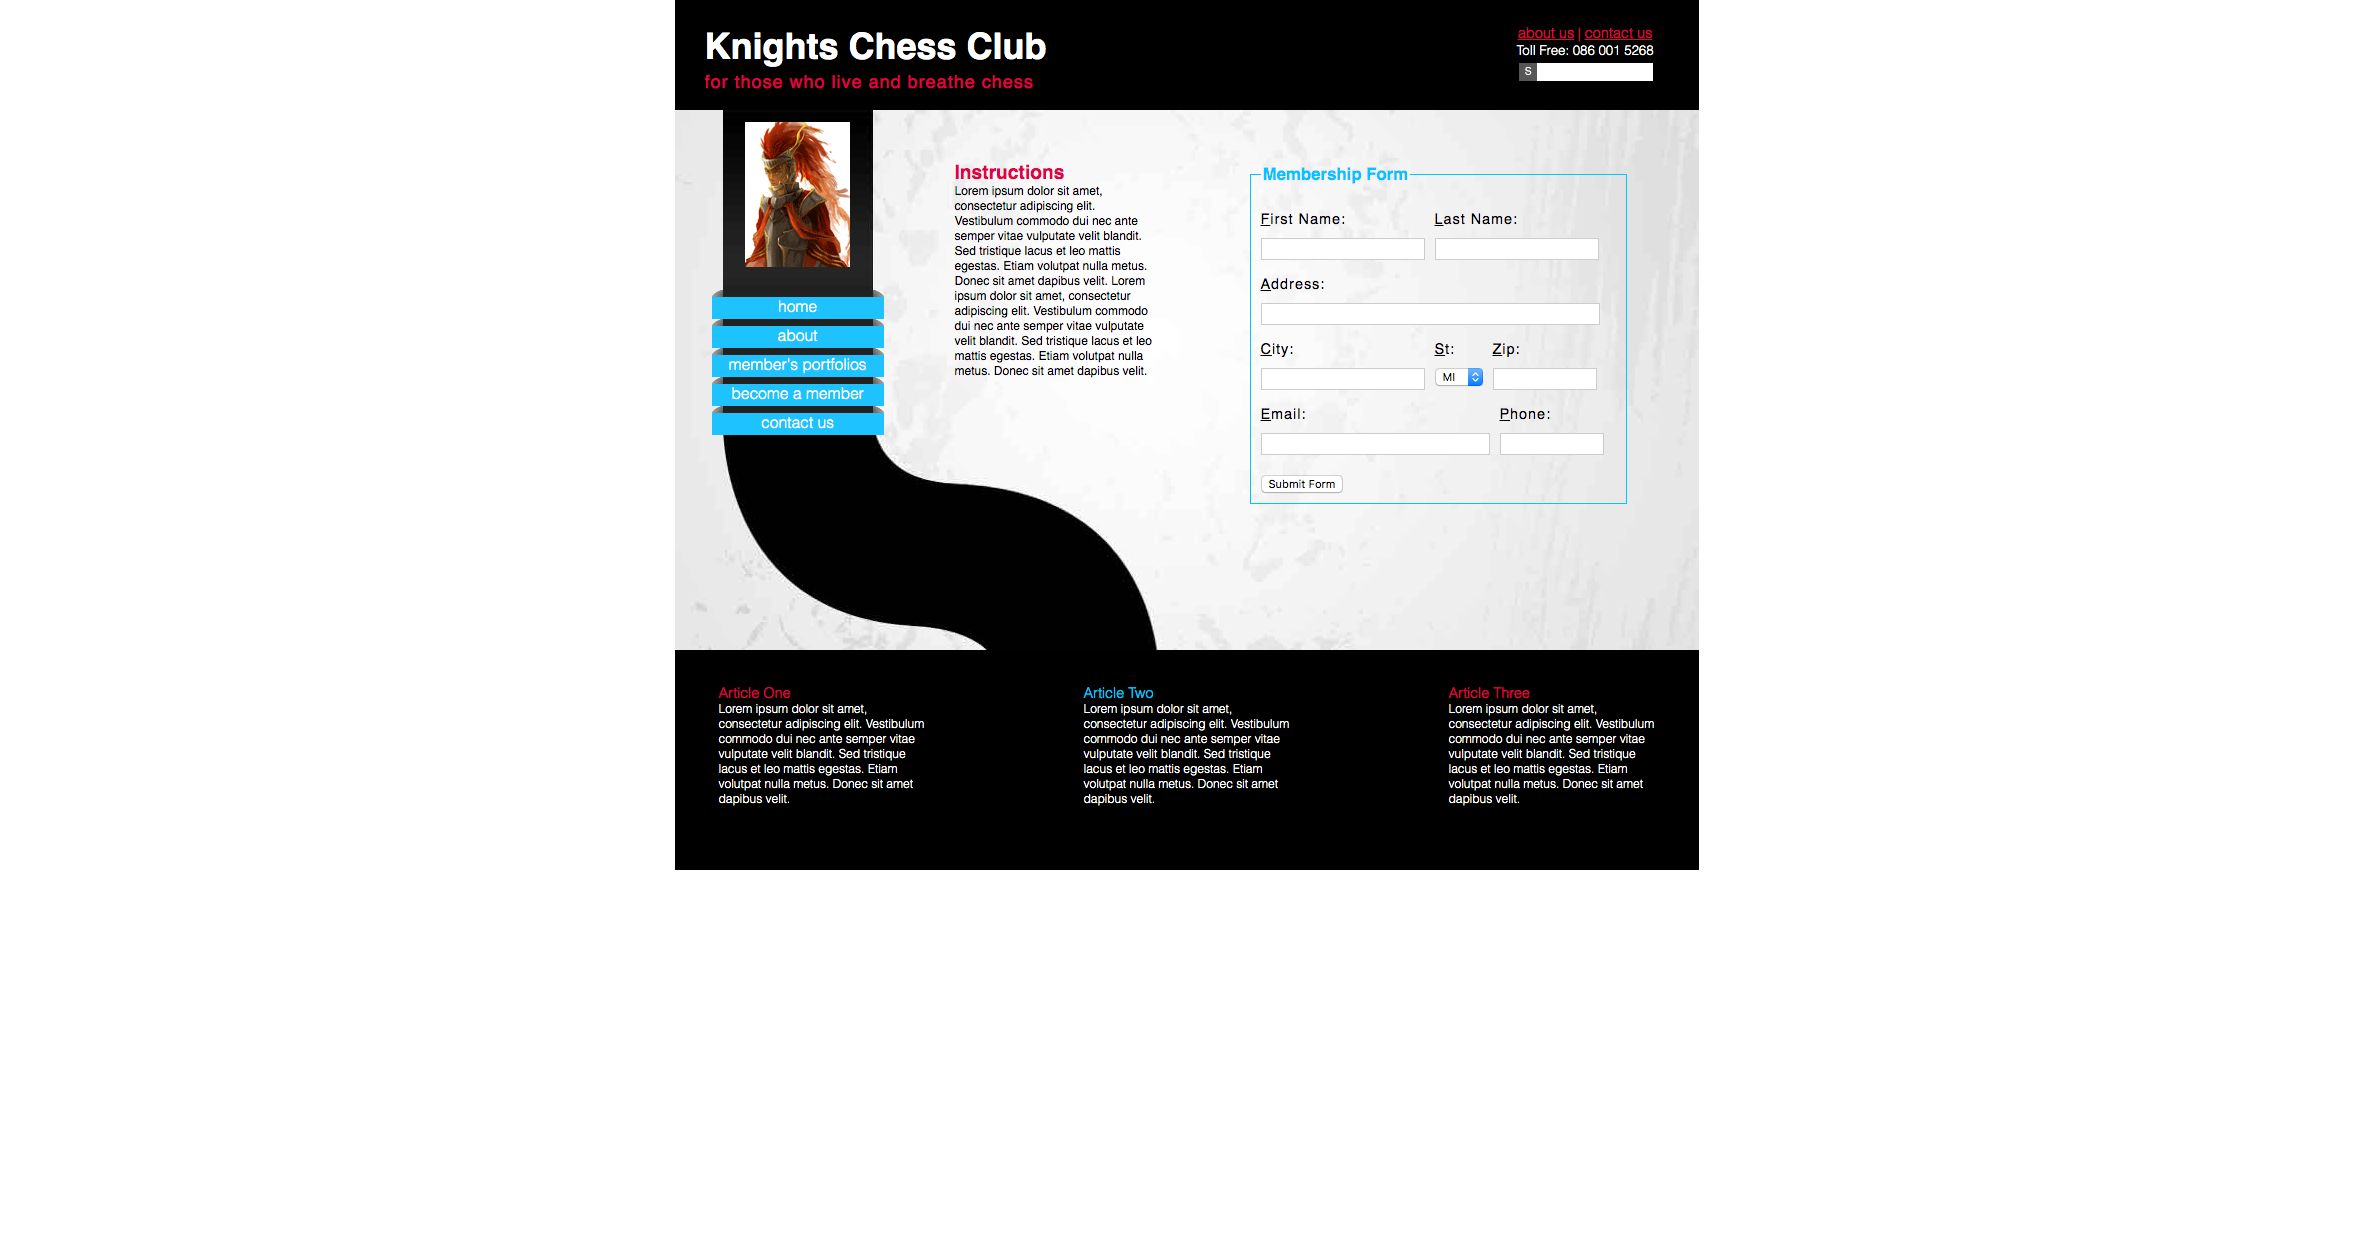 Knights Chess Club
for those who live and breathe chess
about us | contact us
Toll Free: 086 001 5268
S
home
about
member's portfolios
become a member
contact us
Instructions
Lorem ipsum dolor sit amet,
consectetur adipiscing elit.
Vestibulum commodo dui nec ante
semper vitae vulputate velit blandit.
Sed tristique lacus et leo mattis
egestas. Etiam volutpat nulla metus.
Donec sit amet dapibus velit. Lorem
ipsum dolor sit amet, consectetur
adipiscing elit. Vestibulum commodo
dui nec ante semper vitae vulputate
velit blandit. Sed tristique lacus et leo
mattis egestas. Etiam volutpat nulla
metus. Donec sit amet dapibus velit.
Membership Form
First Name: Last Name:
Address:
City: St: Zip:
MI
Email: Phone:
Submit Form
Article One
Lorem ipsum dolor sit amet,
consectetur adipiscing elit. Vestibulum
commodo dui nec ante semper vitae
vulputate velit blandit. Sed tristique
lacus et leo mattis egestas. Etiam
volutpat nulla metus. Donec sit amet
dapibus velit.
Article Two
Lorem ipsum dolor sit amet,
consectetur adipiscing elit. Vestibulum
commodo dui nec ante semper vitae
vulputate velit blandit. Sed tristique
lacus et leo mattis egestas. Etiam
volutpat nulla metus. Donec sit amet
dapibus velit.
Article Three
Lorem ipsum dolor sit amet,
consectetur adipiscing elit. Vestibulum
commodo dui nec ante semper vitae
vulputate velit blandit. Sed tristique
lacus et leo mattis egestas. Etiam
volutpat nulla metus. Donec sit amet
dapibus velit.